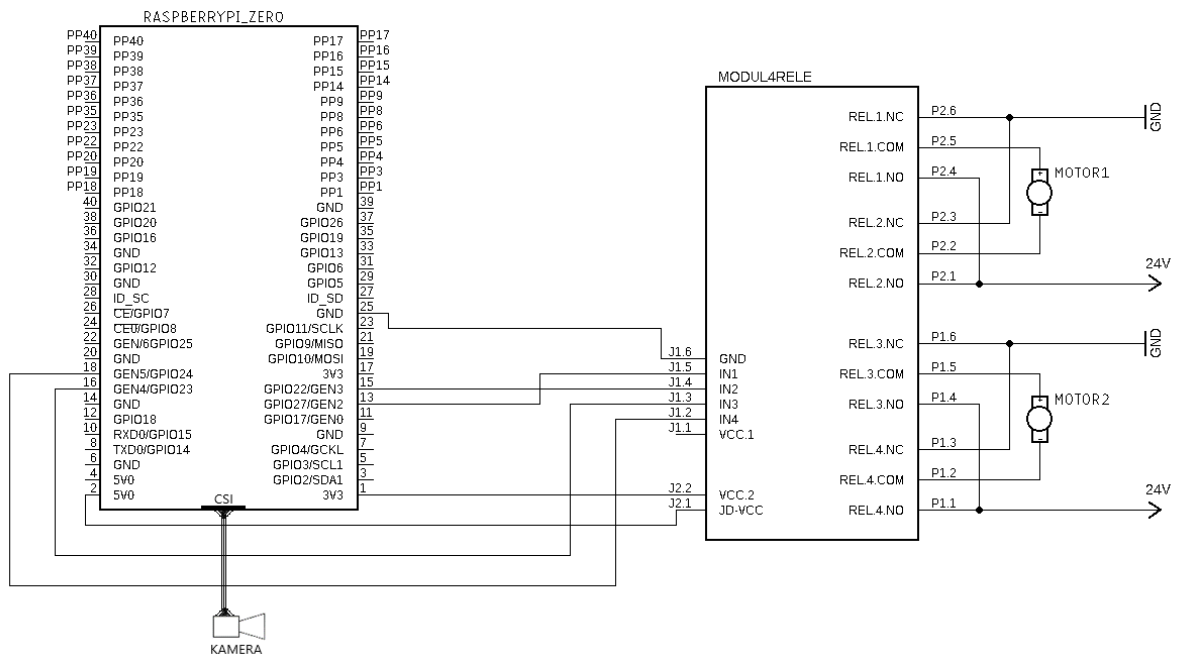 RASPBERRYPI_ZERO
PP40 PP40 PP17 PP17
PP39 PP39 PP16 PP16
PP38 PP38 PP15 PP15
PP37 PP37 PP14 PP14
PP36 PP36 PP9 PP9
PP35 PP35 PP8 PP8
PP23 PP23 PP6 PP6
PP22 PP22 PP5 PP5
PP20 PP20 PP4 PP4
PP19 PP19 PP3 PP3
PP18 PP18 PP1 PP1
40 GPIO21 GND 39
38 GPIO20 GPIO26 37
36 GPIO16 GPIO19 35
34 GND GPIO13 33
32 GPIO12 GPIO6 31
30 GND GPIO5 29
28 ID_SC ID_SD 27
26 CE/GPIO7 GND 25
24 CE0/GPIO8 GPIO11/SCLK 23
22 GEN/6GPIO25 GPIO9/MISO 21
20 GND GPIO10/MOSI 19
18 GEN5/GPIO24 3V3 17
16 GEN4/GPIO23 GPIO22/GEN3 15
14 GND GPIO27/GEN2 13
12 GPIO18 GPIO17/GEN0 11
10 RXD0/GPIO15 GND 9
8 TXD0/GPIO14 GPIO4/GCKL 7
6 GND GPIO3/SCL1 5
4 5V0 GPIO2/SDA1 3
2 5V0 3V3 1
CSI
KAMERA
MODUL4RELE
REL.1.NC P2.6 GND
REL.1.COM P2.5
MOTOR1
+
REL.1.NO P2.4
-
REL.2.NC P2.3
REL.2.COM P2.2
24V
REL.2.NO P2.1
REL.3.NC P1.6 GND
J1.6 GND
J1.5 IN1 REL.3.COM P1.5
J1.4 IN2
MOTOR2
+
J1.3 IN3 REL.3.NO P1.4
J1.2 IN4
J1.1 VCC.1
-
REL.4.NC P1.3
REL.4.COM P1.2
24V
J2.2 VCC.2
J2.1 JD-VCC REL.4.NO P1.1